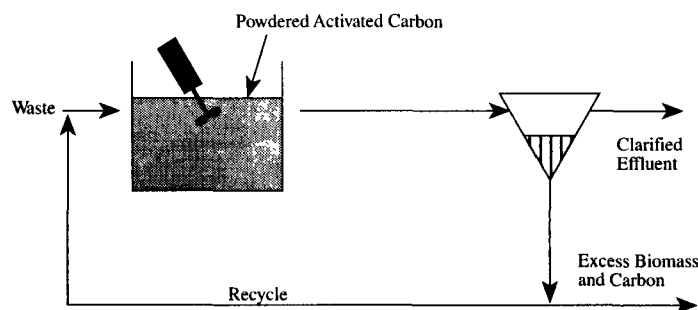 Powdered Activated Carbon
Waste
Clarified
Effluent
Excess Biomass
and Carbon
Recycle